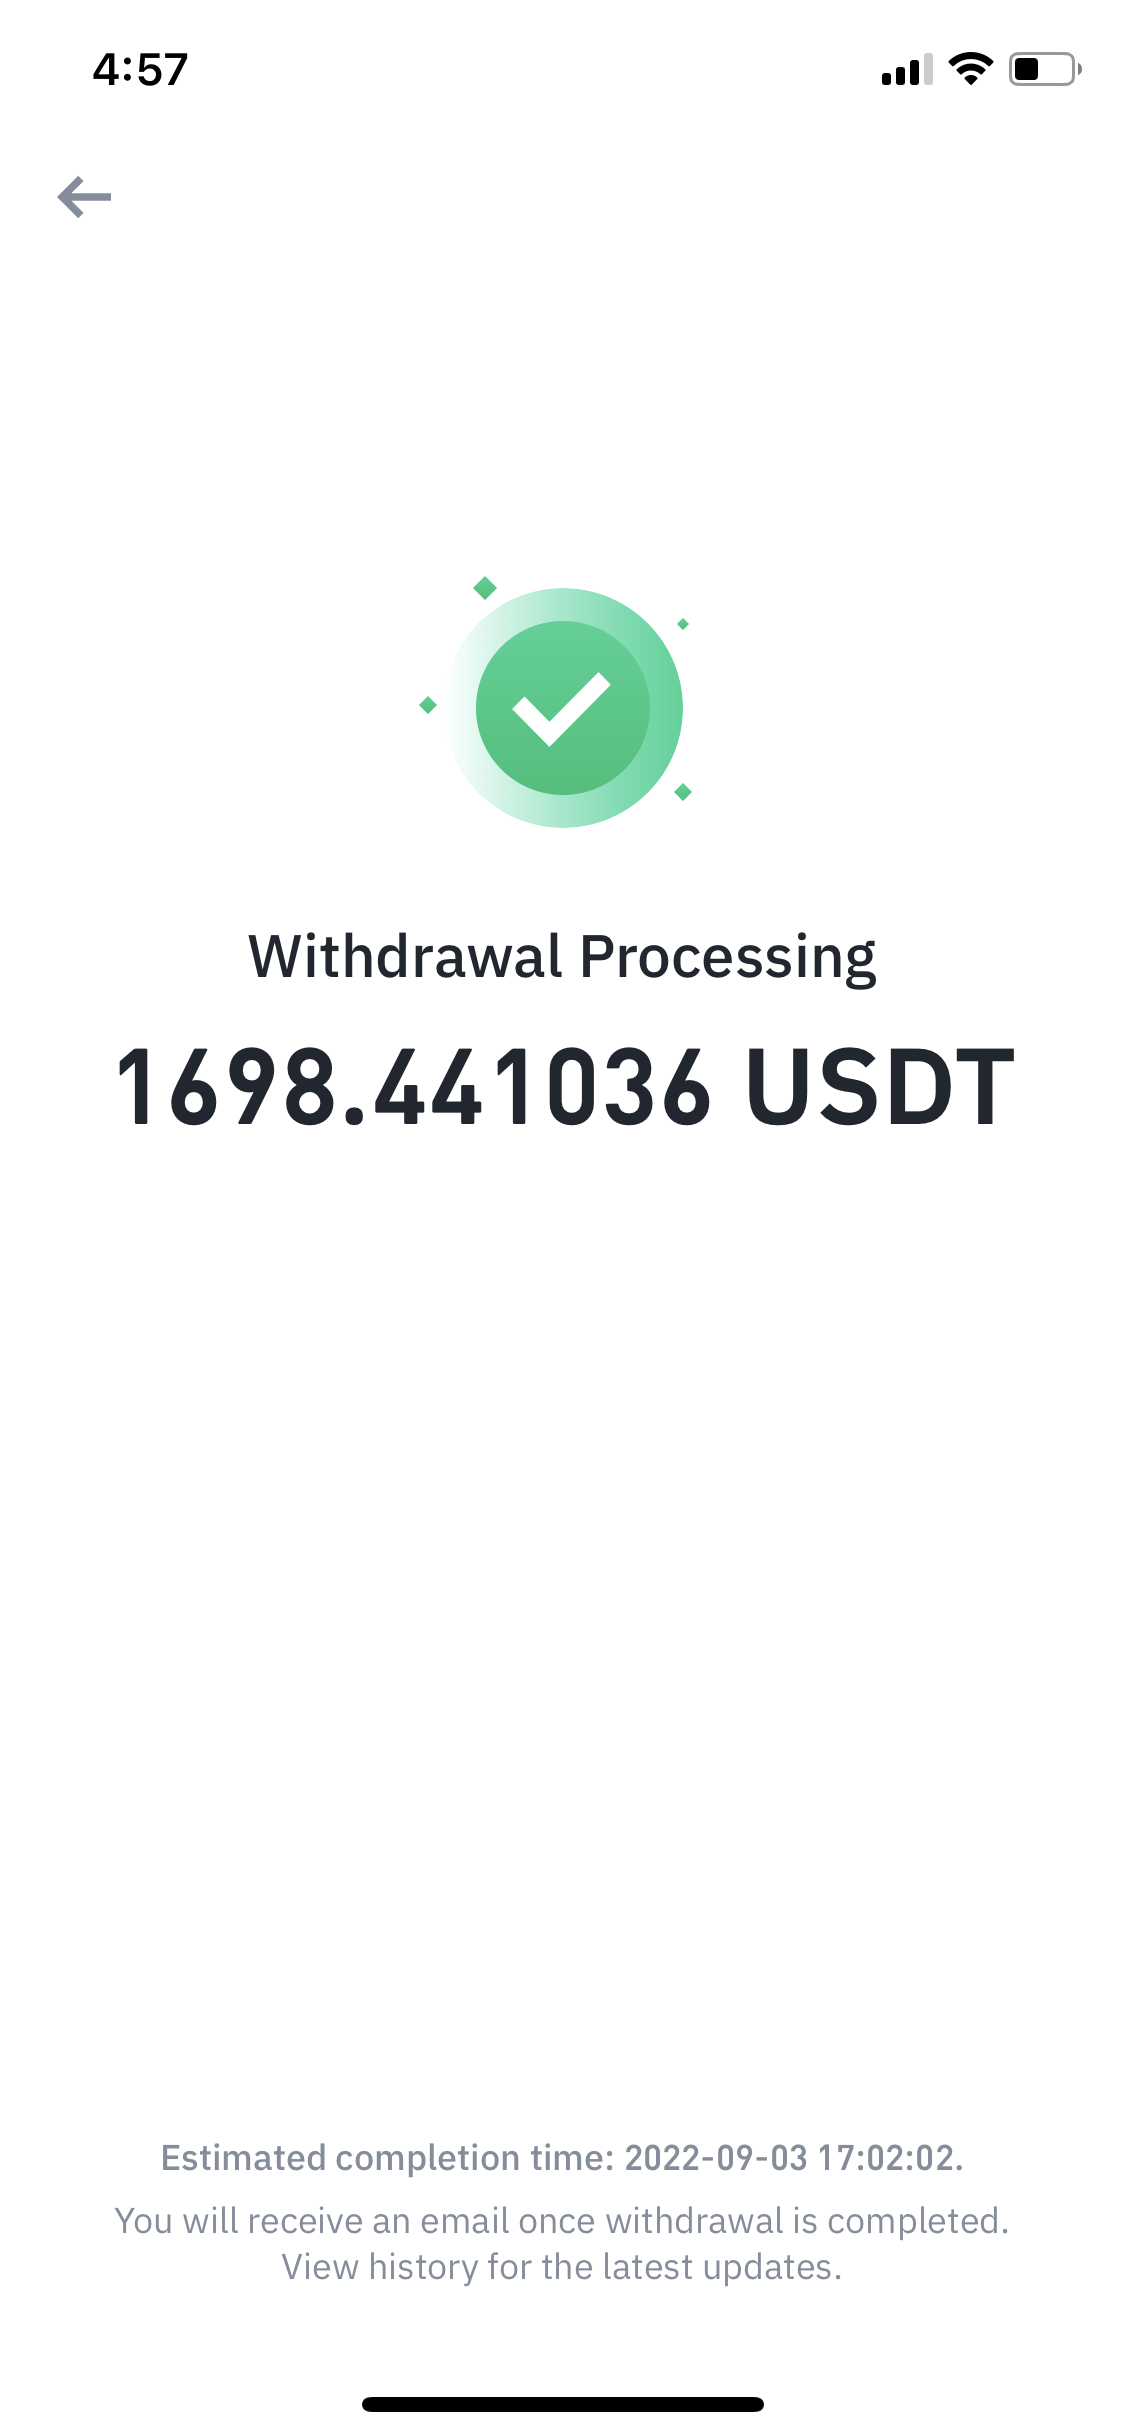 4:57
Withdrawal Processing
1698.441036 USDT
Estimated completion time: 2022-09-03 17:02:02.
You will receive an email once withdrawal is completed.
View history for the latest updates.